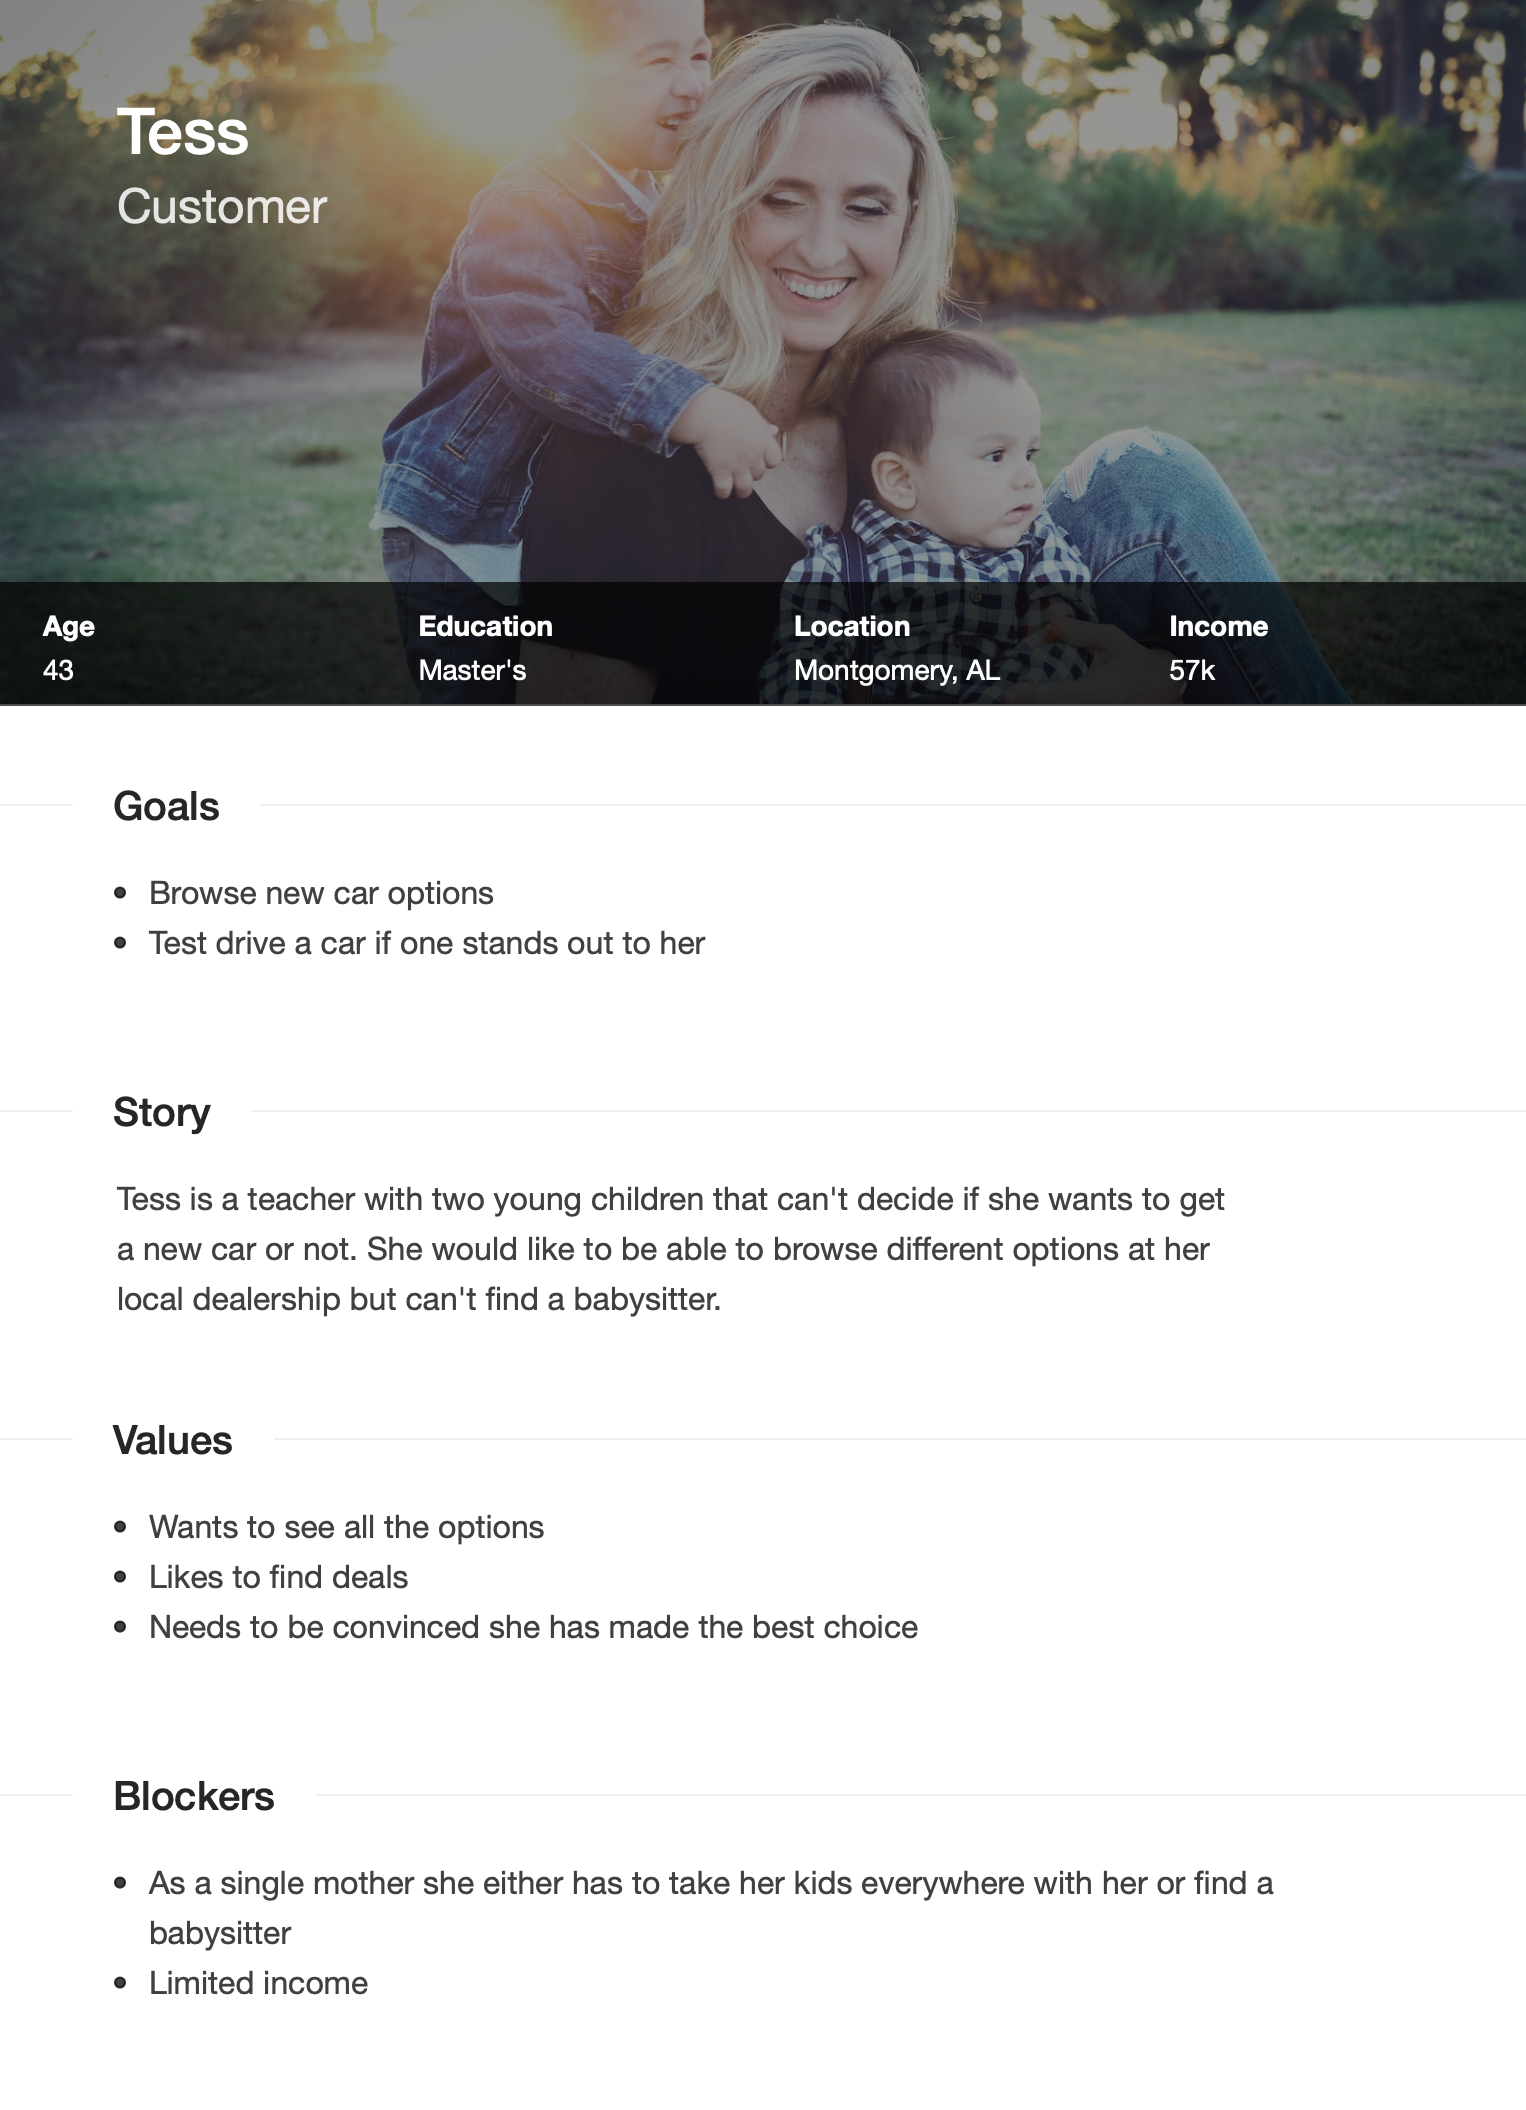 Tess
Customer
Age
43
Education
Master's
Location
Montgomery, AL
Income
57k
Goals
Browse new car options
Test drive a car if one stands out to her
Story
Tess is a teacher with two young children that can't decide if she wants to get
a new car or not. She would like to be able to browse different options at her
local dealership but can't find a babysitter.
Values
Wants to see all the options
Likes to find deals
Needs to be convinced she has made the best choice
Blockers
As a single mother she either has to take her kids everywhere with her or find a
babysitter
Limited income